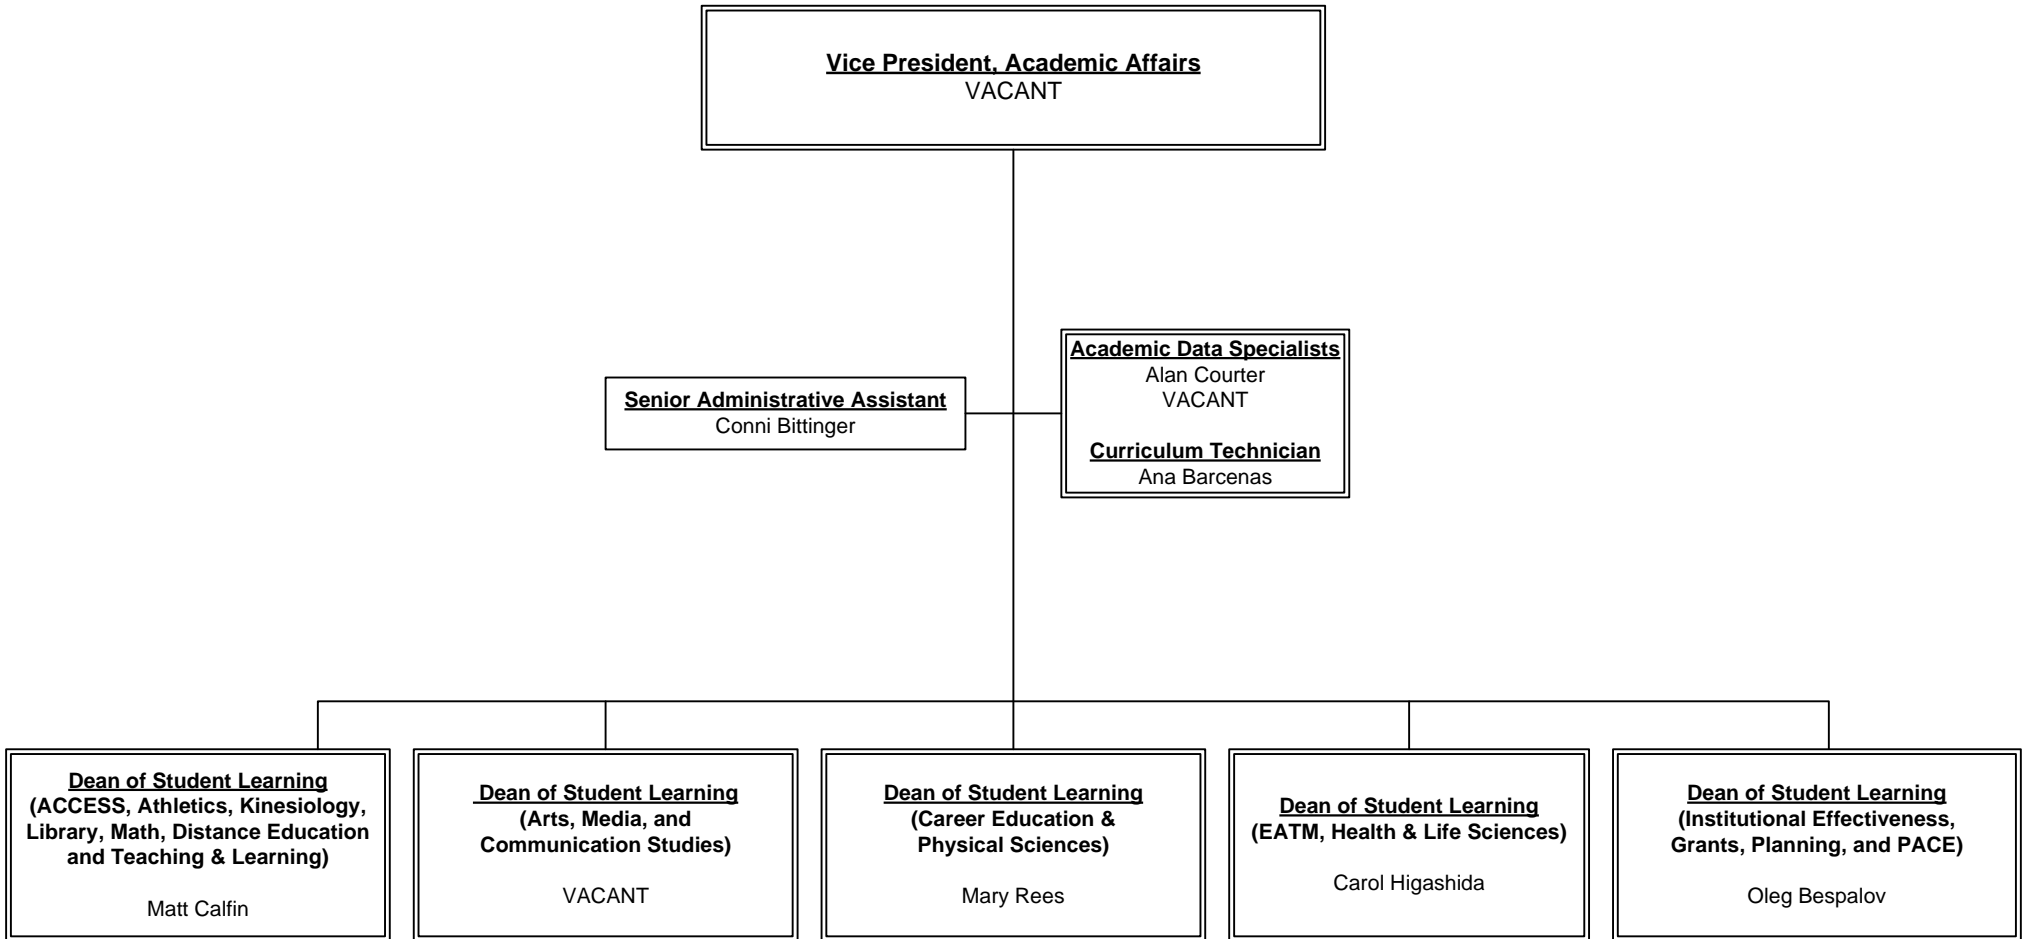 Vice President, Academic Affairs
VACANT
Senior Administrative Assistant
Conni Bittinger
Academic Data Specialists
Alan Courter
VACANT
Curriculum Technician
Ana Barcenas
Dean of Student Learning
(ACCESS, Athletics, Kinesiology,
Library, Math, Distance Education
and Teaching & Learning)
Matt Calfin
Dean of Student Learning
(Arts, Media, and
Communication Studies)
VACANT
Dean of Student Learning
(Career Education &
Physical Sciences)
Mary Rees
Dean of Student Learning
(EATM, Health & Life Sciences)
Carol Higashida
Dean of Student Learning
(Institutional Effectiveness,
Grants, Planning, and PACE)
Oleg Bespalov